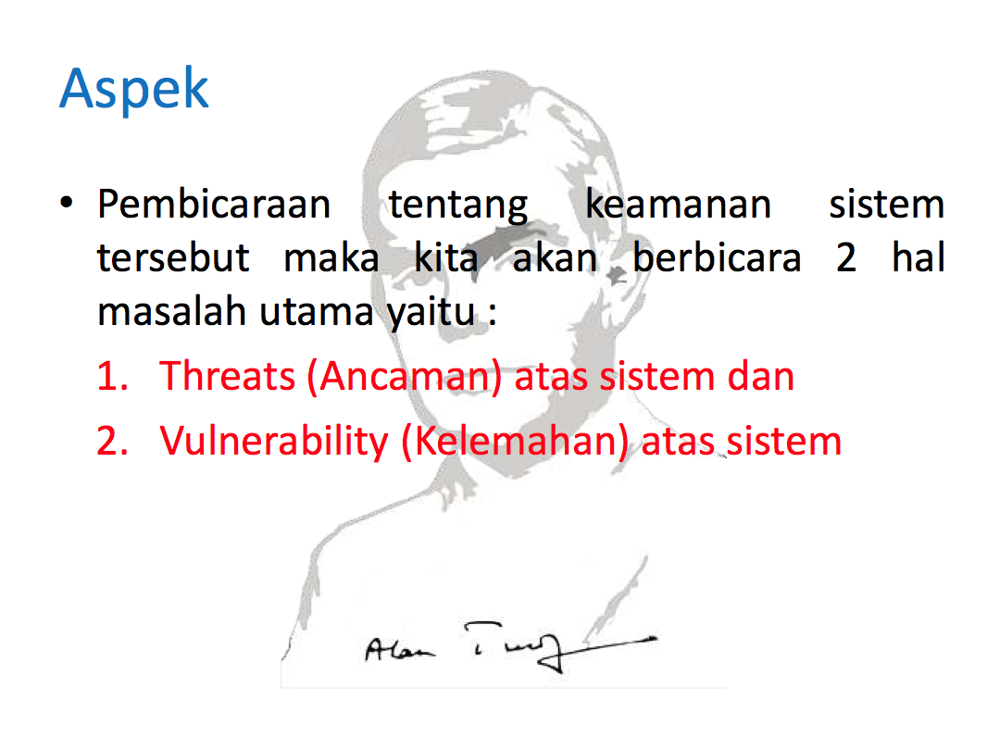 Aspek
• Pembicaraan tentang keamanan sistem
tersebut maka kita akan berbicara 2 hal
masalah utama yaitu :
1. Threats (Ancaman) atas sistem dan
2. Vulnerability (Kelemahan) atas sistem
Alan Turing